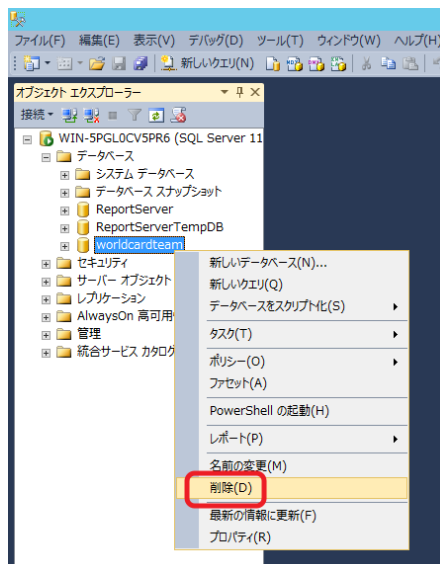 ファイル(F) 編集(E) 表示(V) デバッグ(D) ツール(T) ウィンドウ(W) ヘルプ(H)
新しいクエリ(N)
オブジェクト エクスプローラー
接続
WIN-5PGL0CV5PR6 (SQL Server 11
データベース
システム データベース
データベース スナップショット
ReportServer
ReportServerTempDB
worldcardteam
セキュリティ
サーバー オブジェクト
レプリケーション
AlwaysOn 高可用
管理
統合サービス カタログ
新しいデータベース(N)...
新しいクエリ(Q)
データベースをスクリプト化(S)
タスク(T)
ポリシー(O)
ファセット(A)
PowerShell の起動(H)
レポート(P)
名前の変更(M)
削除(D)
最新の情報に更新(F)
プロパティ(R)